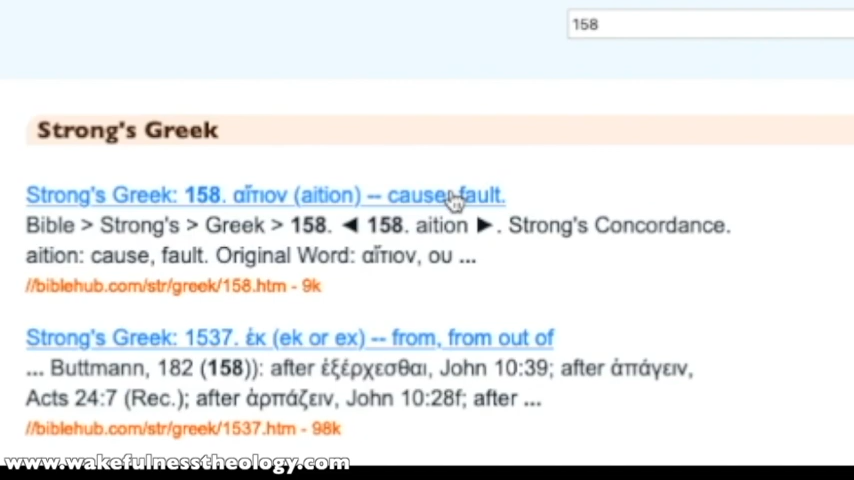 158
Strong's Greek
Strong's Greek: 158. αἴτιον (aition) -- cause, fault.
Bible > Strong's > Greek > 158. ◄ 158. aition ►. Strong's Concordance.
aition: cause, fault. Original Word: αἴτιον, ου ...
//biblehub.com/str/greek/158.htm - 9k
Strong's Greek: 1537. ἐκ (ek or ex) -- from, from out of
... Buttmann, 182 (158)): after ἐξέρχεσθαι, John 10:39; after ἀπάγειν,
Acts 24:7 (Rec.); after ἁρπάζειν, John 10:28f; after ...
//biblehub.com/str/greek/1537.htm - 98k
www.wakefulnesstheology.com